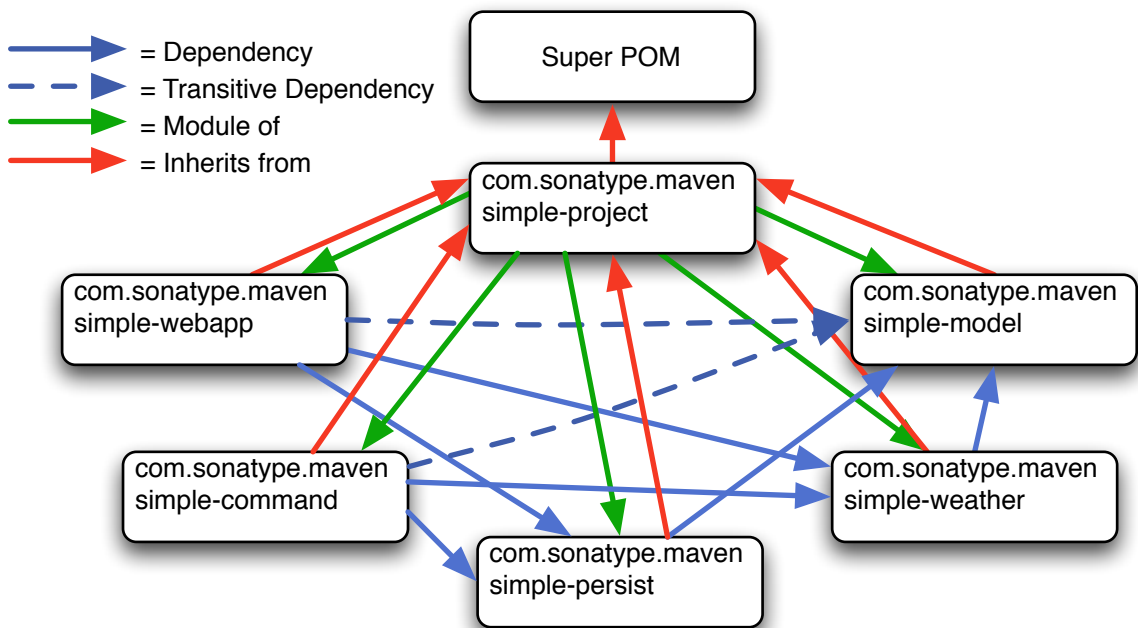 = Dependency
= Transitive Dependency
= Module of
= Inherits from
Super POM
com.sonatype.maven
simple-project
com.sonatype.maven
simple-webapp
com.sonatype.maven
simple-model
com.sonatype.maven
simple-command
com.sonatype.maven
simple-weather
com.sonatype.maven
simple-persist